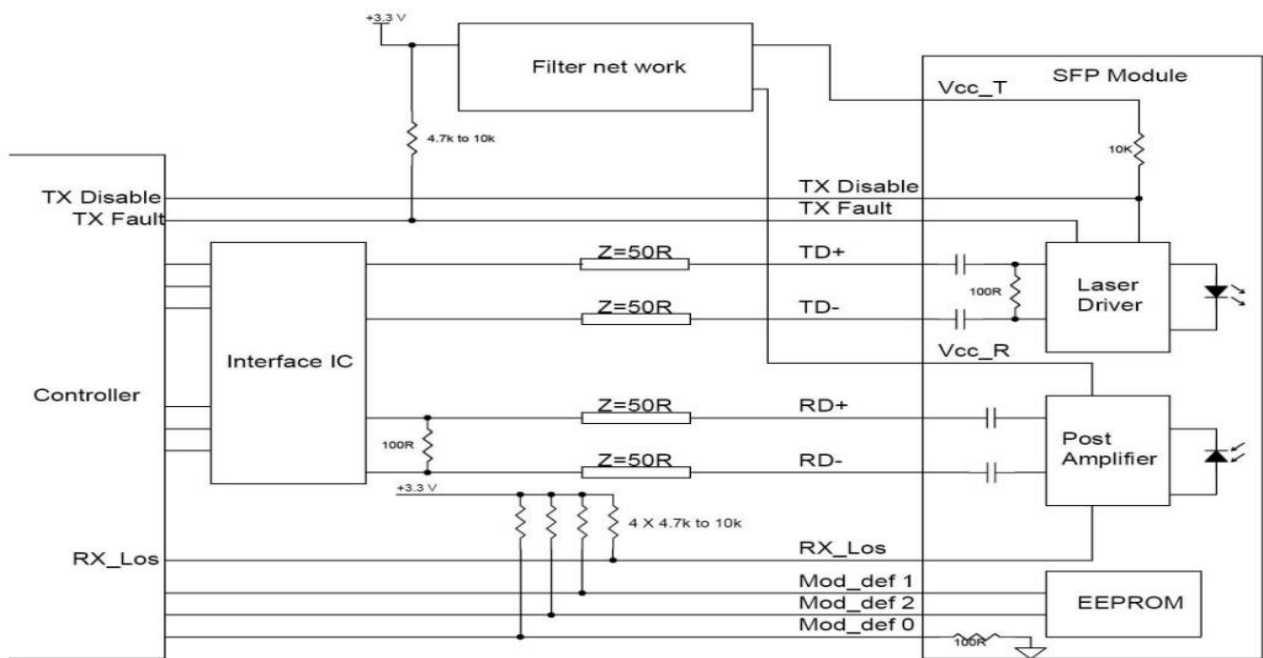 +3.3 V
Filter net work
SFP Module
Vcc_T
4.7k to 10k
10K
TX Disable
TX Disable
TX Fault
TX Fault
Z=50R
TD+
100R
Laser
Driver
Z=50R
TD-
Vcc_R
Interface IC
Controller
Z=50R
RD+
100R
Post
Amplifier
Z=50R
RD-
+3.3 V
4 X 4.7k to 10k
RX_Los
RX_Los
Mod_def 1
EEPROM
Mod_def 2
Mod_def 0
100R